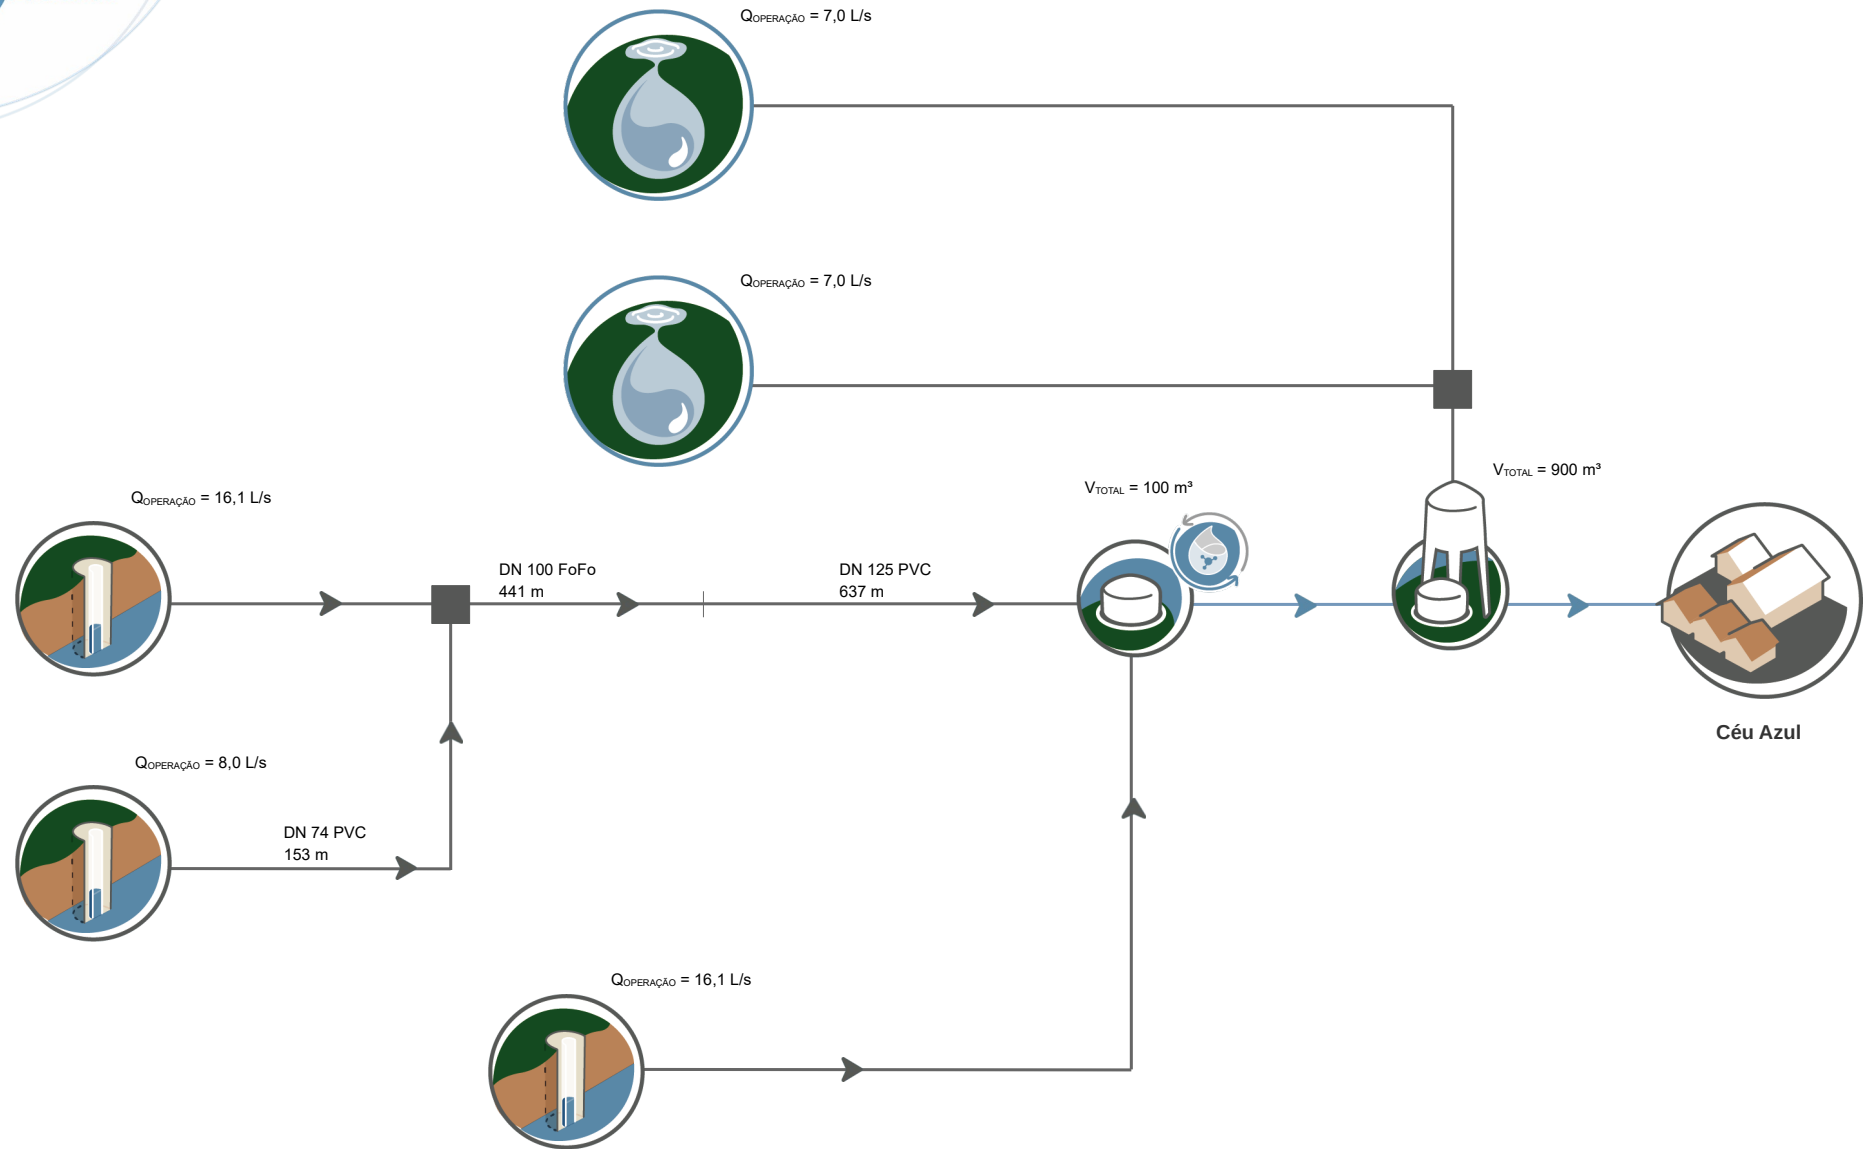 QOPERAÇÃO = 7,0 L/s
QOPERAÇÃO = 7,0 L/s
VTOTAL = 900 m³
VTOTAL = 100 m³
QOPERAÇÃO = 16,1 L/s
DN 100 FoFo
441 m
DN 125 PVC
637 m
Céu Azul
QOPERAÇÃO = 8,0 L/s
DN 74 PVC
153 m
QOPERAÇÃO = 16,1 L/s